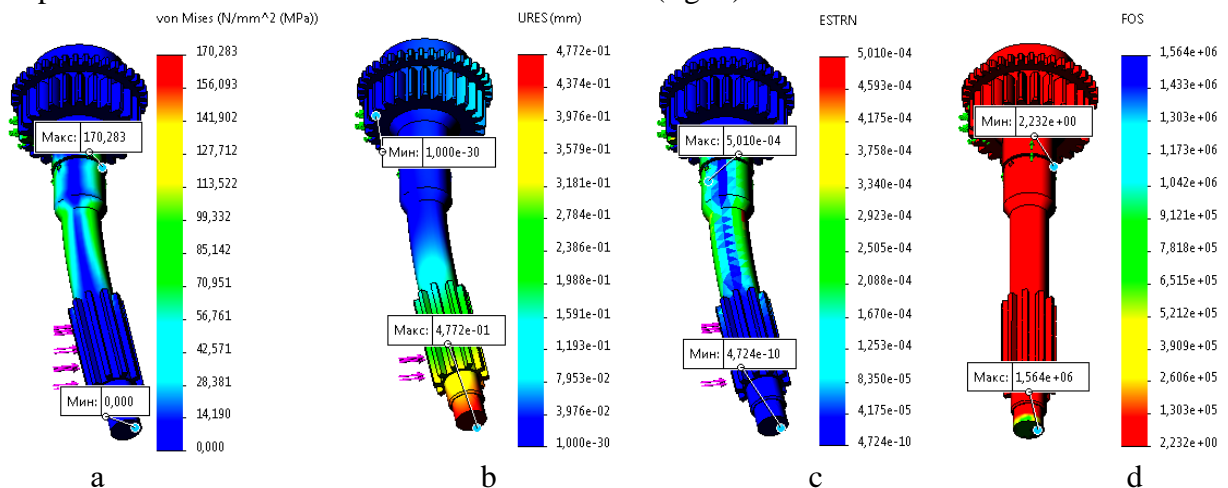 von Mises (N/mm^2 (MPa))
170,283
156,093
141,902
127,712
113,522
99,332
85,142
70,951
56,761
42,571
28,381
14,190
0,000
Макс: 170,283
Мин: 0,000
a
URES (mm)
4,772e-01
4,374e-01
3,976e-01
3,579e-01
3,181e-01
2,784e-01
2,386e-01
1,988e-01
1,591e-01
1,193e-01
7,953e-02
3,976e-02
1,000e-30
Мин: 1,000e-30
Макс: 4,772e-01
b
ESTRN
5,010e-04
4,593e-04
4,175e-04
3,758e-04
3,340e-04
2,923e-04
2,505e-04
2,088e-04
1,670e-04
1,253e-04
8,350e-05
4,175e-05
4,724e-10
Макс: 5,010e-04
Мин: 4,724e-10
c
FOS
1,564e+06
1,433e+06
1,303e+06
1,173e+06
1,042e+06
9,121e+05
7,818e+05
6,515e+05
5,212e+05
3,909e+05
2,606e+05
1,303e+05
2,232e+00
Мин: 2,232e+00
Макс: 1,564e+06
d